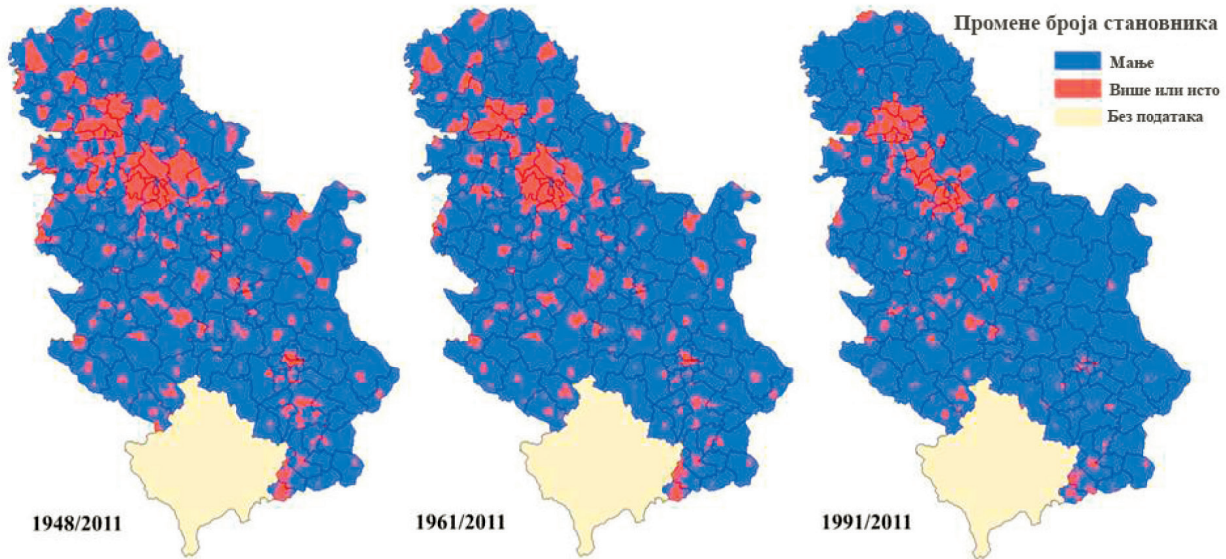 Промене броја становника
Мање
Више или исто
Без података
1948/2011
1961/2011
1991/2011